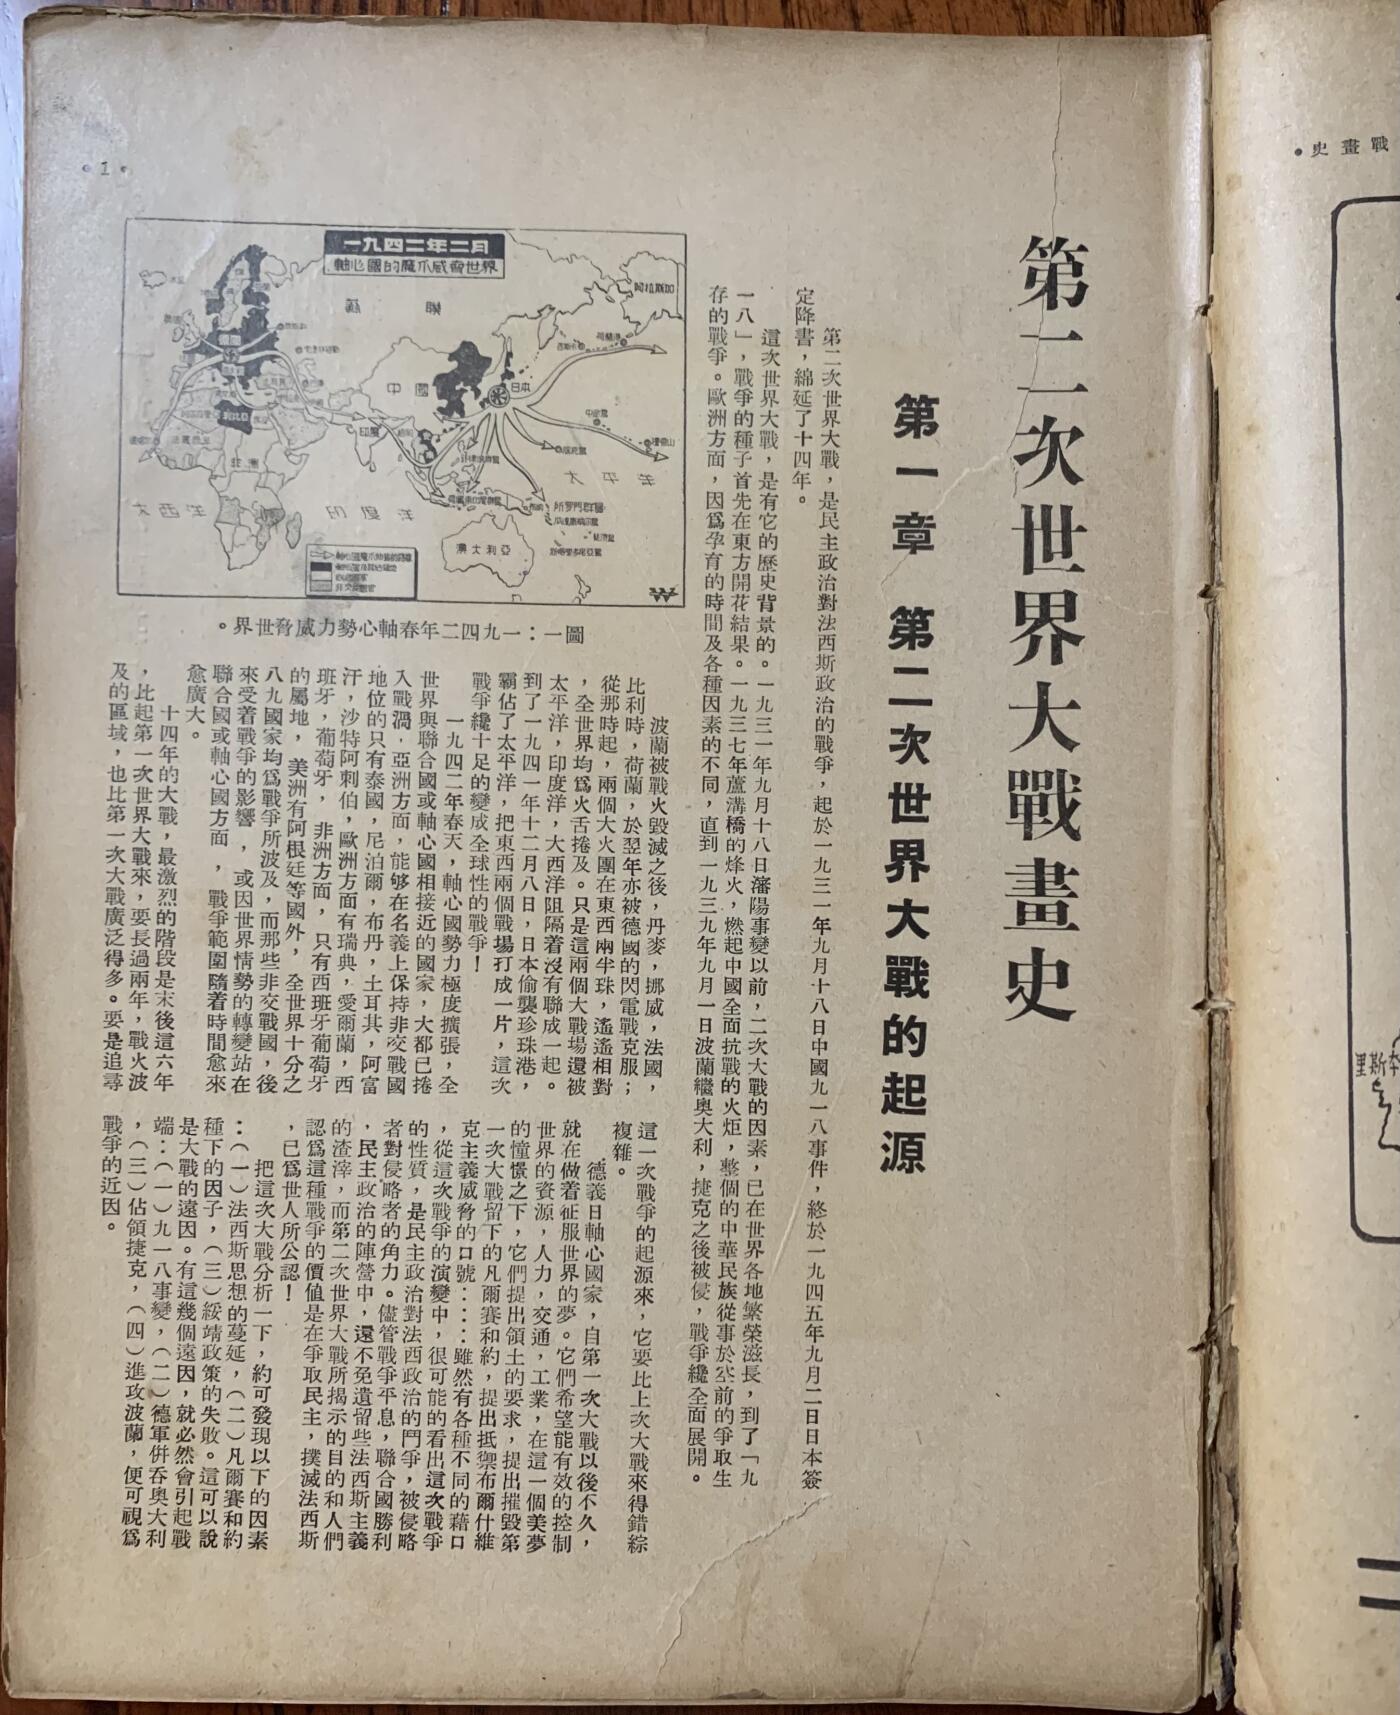 第二次世界大戰畫史
第一章　第二次世界大戰的起源
第二次世界大戰，是民主政治對法西斯政治的戰爭，起於一九三一年九月十八日中國九一八事件，終於一九四五年九月二日日本簽
定降書，綿延了十四年。
這次世界大戰，是有它的歷史背景的。一九三一年九月十八日瀋陽事變以前，二次大戰的因素，已在世界各地繁榮滋長，到了「九
一八」，戰爭的種子首先在東方開花結果。一九三七年蘆溝橋的烽火，燃起中國全面抗戰的火炬，整個的中華民族從事於空前的爭取生
存的戰爭。歐洲方面，因爲孕育的時間及各種因素的不同，直到一九三九年九月一日波蘭繼奧大利，捷克之後被侵，戰爭纔全面展開。
波蘭被戰火毀滅之後，丹麥，挪威，法國，
比利時，荷蘭，於翌年亦被德國的閃電戰克服；
從那時起，兩個大火團在東西兩半球，遙遙相對
，全世界均爲火舌捲及。只是這兩個大戰場還被
太平洋，印度洋，大西洋阻隔着沒有聯成一起。
到了一九四一年十二月八日，日本偷襲珍珠港，
霸佔了太平洋，把東西兩個戰場打成一片，這次
戰爭纔十足的變成全球性的戰爭！
一九四二年春天，軸心國勢力極度擴張，全
世界與聯合國或軸心國相接近的國家，大都已捲
入戰渦，亞洲方面，能够在名義上保持非交戰國
地位的只有泰國，尼泊爾，布丹，土耳其，阿富
汗，沙特阿剌伯，歐洲方面有瑞典，愛爾蘭，西
班牙，葡萄牙，非洲方面，只有西班牙葡萄牙
的屬地，美洲有阿根廷等國外，全世界十分之
八九國家均爲戰爭所波及，而那些非交戰國，後
來受着戰爭的影響，或因世界情勢的轉變站在
聯合國或軸心國方面，戰爭範圍隨着時間愈來
愈廣大。
十四年的大戰，最激烈的階段是末後這六年
，比起第一次世界大戰來，要長過兩年，戰火波
及的區域，也比第一次大戰廣泛得多。要是追尋
這一次戰爭的起源來，它要比上次大戰來得錯綜
複雜。
德義日軸心國家，自第一次大戰以後不久，
就在做着征服世界的夢。它們希望能有效的控制
世界的資源，人力，交通，工業，在這一個美夢
的憧憬之下，它們提出領土的要求，提出摧毀第
一次大戰留下的凡爾賽和約，提出抵禦布爾什維
克主義威脅的口號：：：雖然有各種不同的藉口
，從這次戰爭的演變中，很可能的看出這次戰爭
的性質，是民主政治對法西政治的鬥爭，被侵略
者對侵略者的角力。儘管戰爭平息，聯合國勝利
，民主政治的陣營中，還不免遺留些法西斯主義
的渣滓，而第二次世界大戰所揭示的目的和人們
認爲這種戰爭的價值是在爭取民主，撲滅法西斯
，已爲世人所公認！
把這次大戰分析一下，約可發現以下的因素
：（一）法西斯思想的蔓延，（二）凡爾賽和約
種下的因子，（三）綏靖政策的失敗。這可以說
是大戰的遠因。有這幾個遠因，就必然會引起戰
端：（一）九一八事變，（二）德軍併吞奧大利
，（三）佔領捷克，（四）進攻波蘭，便可視爲
戰爭的近因。
一九四二年二月
軸心國的魔爪威脅世界
蘇聯
阿拉斯加
中國
日本
印度
中途島
太平洋
非洲
大西洋
印度洋
所羅門群島
澳大利亞
圖一：一九四二年春軸心勢力威脅世界。
•1•
•史畫戰
里斯